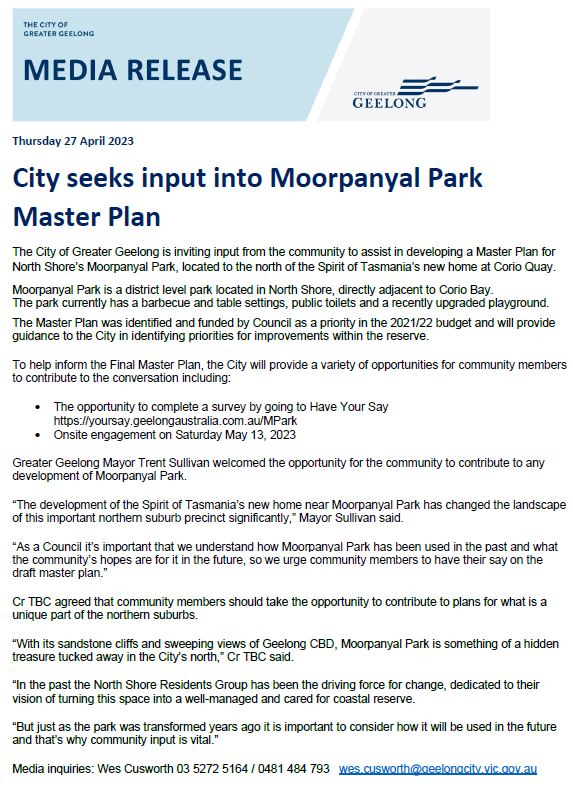 THE CITY OF
GREATER GEELONG
MEDIA RELEASE
CITY OF GREATER
GEELONG
Thursday 27 April 2023
City seeks input into Moorpanyal Park
Master Plan
The City of Greater Geelong is inviting input from the community to assist in developing a Master Plan for
North Shore's Moorpanyal Park, located to the north of the Spirit of Tasmania's new home at Corio Quay.
Moorpanyal Park is a district level park located in North Shore, directly adjacent to Corio Bay.
The park currently has a barbecue and table settings, public toilets and a recently upgraded playground.
The Master Plan was identified and funded by Council as a priority in the 2021/22 budget and will provide
guidance to the City in identifying priorities for improvements within the reserve.
To help inform the Final Master Plan, the City will provide a variety of opportunities for community members
to contribute to the conversation including:
• The opportunity to complete a survey by going to Have Your Say
https://yoursay.geelongaustralia.com.au/MPark
• Onsite engagement on Saturday May 13, 2023
Greater Geelong Mayor Trent Sullivan welcomed the opportunity for the community to contribute to any
development of Moorpanyal Park.
“The development of the Spirit of Tasmania's new home near Moorpanyal Park has changed the landscape
of this important northern suburb precinct significantly,” Mayor Sullivan said.
“As a Council it's important that we understand how Moorpanyal Park has been used in the past and what
the community's hopes are for it in the future, so we urge community members to have their say on the
draft master plan.”
Cr TBC agreed that community members should take the opportunity to contribute to plans for what is a
unique part of the northern suburbs.
“With its sandstone cliffs and sweeping views of Geelong CBD, Moorpanyal Park is something of a hidden
treasure tucked away in the City's north,” Cr TBC said.
“In the past the North Shore Residents Group has been the driving force for change, dedicated to their
vision of turning this space into a well-managed and cared for coastal reserve.
“But just as the park was transformed years ago it is important to consider how it will be used in the future
and that's why community input is vital.”
Media inquiries: Wes Cusworth 03 5272 5164 / 0481 484 793 wes.cusworth@geelongcity.vic.gov.au